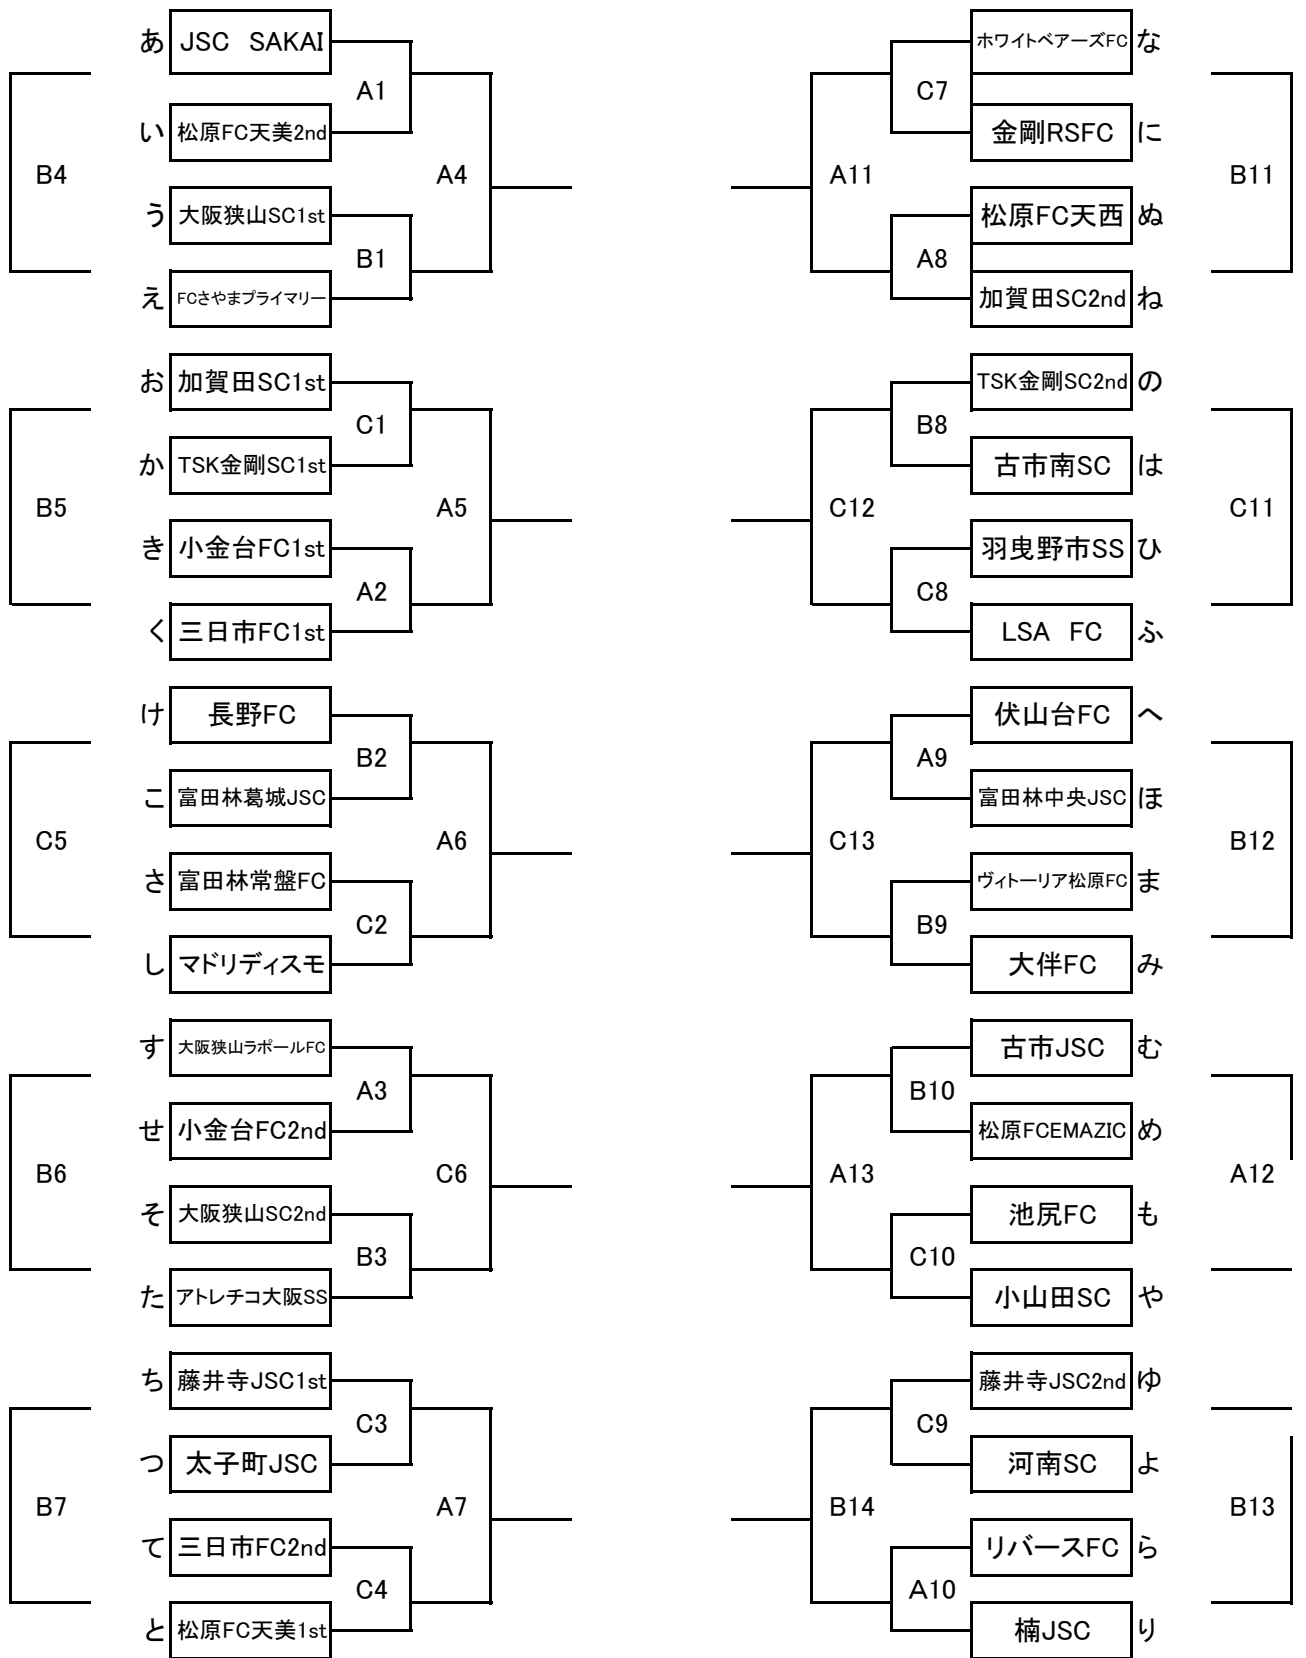 あ JSC SAKAI
A1
い 松原FC天美2nd
B4
A4
う 大阪狭山SC1st
B1
え FCさやまプライマリー
お 加賀田SC1st
C1
か TSK金剛SC1st
B5
A5
き 小金台FC1st
A2
く 三日市FC1st
け 長野FC
B2
こ 富田林葛城JSC
C5
A6
さ 富田林常盤FC
C2
し マドリディスモ
す 大阪狭山ラポールFC
A3
せ 小金台FC2nd
B6
C6
そ 大阪狭山SC2nd
B3
た アトレチコ大阪SS
ち 藤井寺JSC1st
C3
つ 太子町JSC
B7
A7
て 三日市FC2nd
C4
と 松原FC天美1st
ホワイトベアーズFC な
C7
金剛RSFC に
A11
B11
松原FC天西 ぬ
A8
加賀田SC2nd ね
TSK金剛SC2nd の
B8
古市南SC は
C12
C11
羽曳野市SS ひ
C8
LSA FC ふ
伏山台FC へ
A9
富田林中央JSC ほ
C13
B12
ヴィトーリア松原FC ま
B9
大伴FC み
古市JSC む
B10
松原FCEMAZIC め
A13
A12
池尻FC も
C10
小山田SC や
藤井寺JSC2nd ゆ
C9
河南SC よ
B14
B13
リバースFC ら
A10
楠JSC り